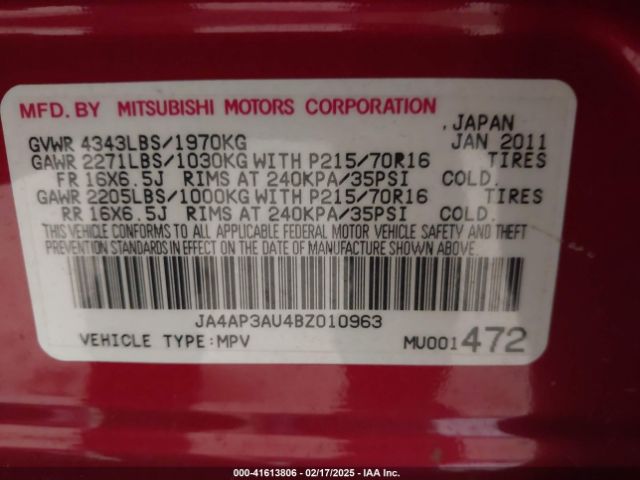 MFD. BY MITSUBISHI MOTORS CORPORATION
, JAPAN
GVWR 4343LBS/1970KG JAN 2011
GAWR 2271LBS/1030KG WITH P215/70R16 TIRES
FR 16X6.5J RIMS AT 240KPA/35PSI COLD.
GAWR 2205LBS/1000KG WITH P215/70R16 TIRES
RR 16X6.5J RIMS AT 240KPA/35PSI COLD.
THIS VEHICLE CONFORMS TO ALL APPLICABLE FEDERAL MOTOR VEHICLE SAFETY AND THEFT
PREVENTION STANDARDS IN EFFECT ON THE DATE OF MANUFACTURE SHOWN ABOVE.
JA4AP3AU4BZ010963
VEHICLE TYPE:MPV MU001472
000-41613806 - 02/17/2025 - IAA Inc.